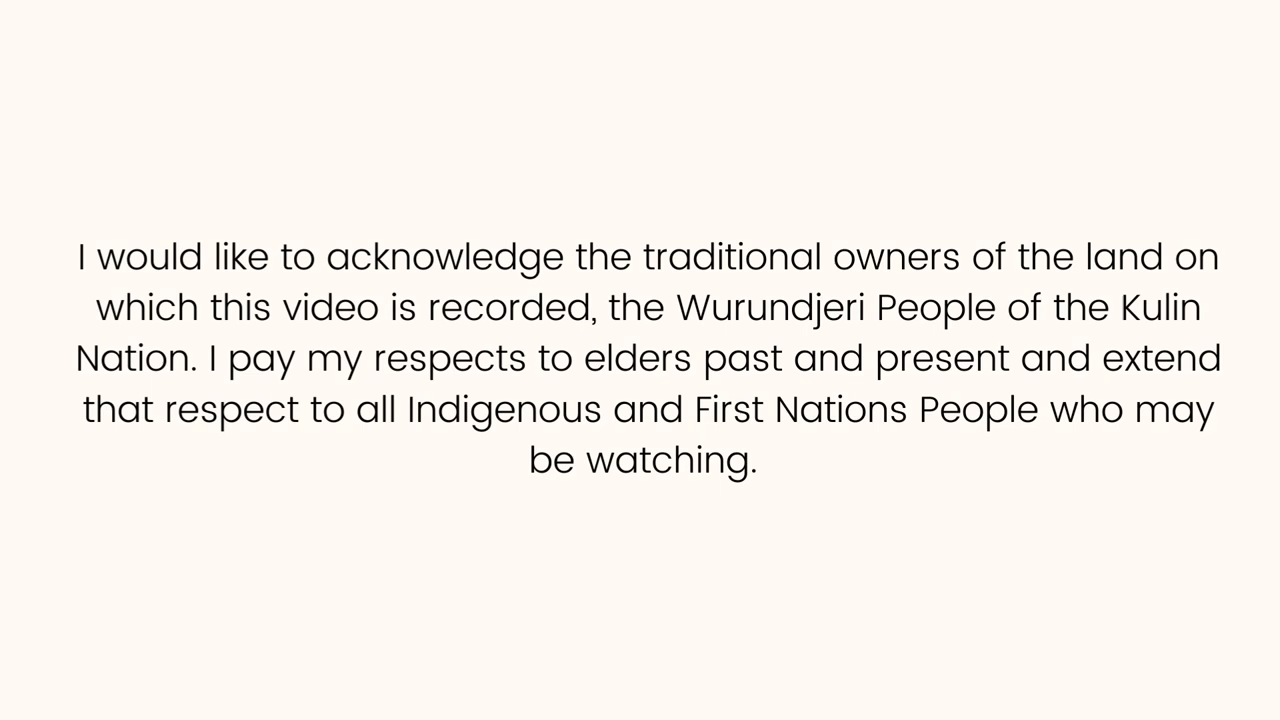 I would like to acknowledge the traditional owners of the land on
which this video is recorded, the Wurundjeri People of the Kulin
Nation. I pay my respects to elders past and present and extend
that respect to all Indigenous and First Nations People who may
be watching.